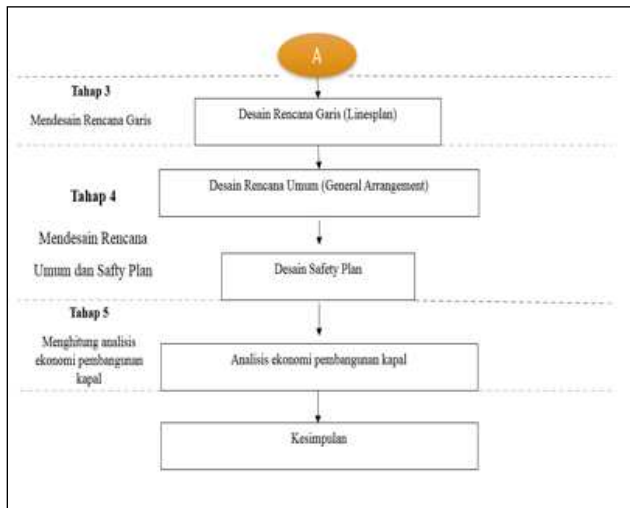 A
Tahap 3
Mendesain Rencana Garis
Desain Rencana Garis (Linesplan)
Desain Rencana Umum (General Arrangement)
Tahap 4
Mendesain Rencana
Umum dan Safty Plan
Desain Safety Plan
Tahap 5
Menghitung analisis
ekonomi pembangunan
kapal
Analisis ekonomi pembangunan kapal
Kesimpulan